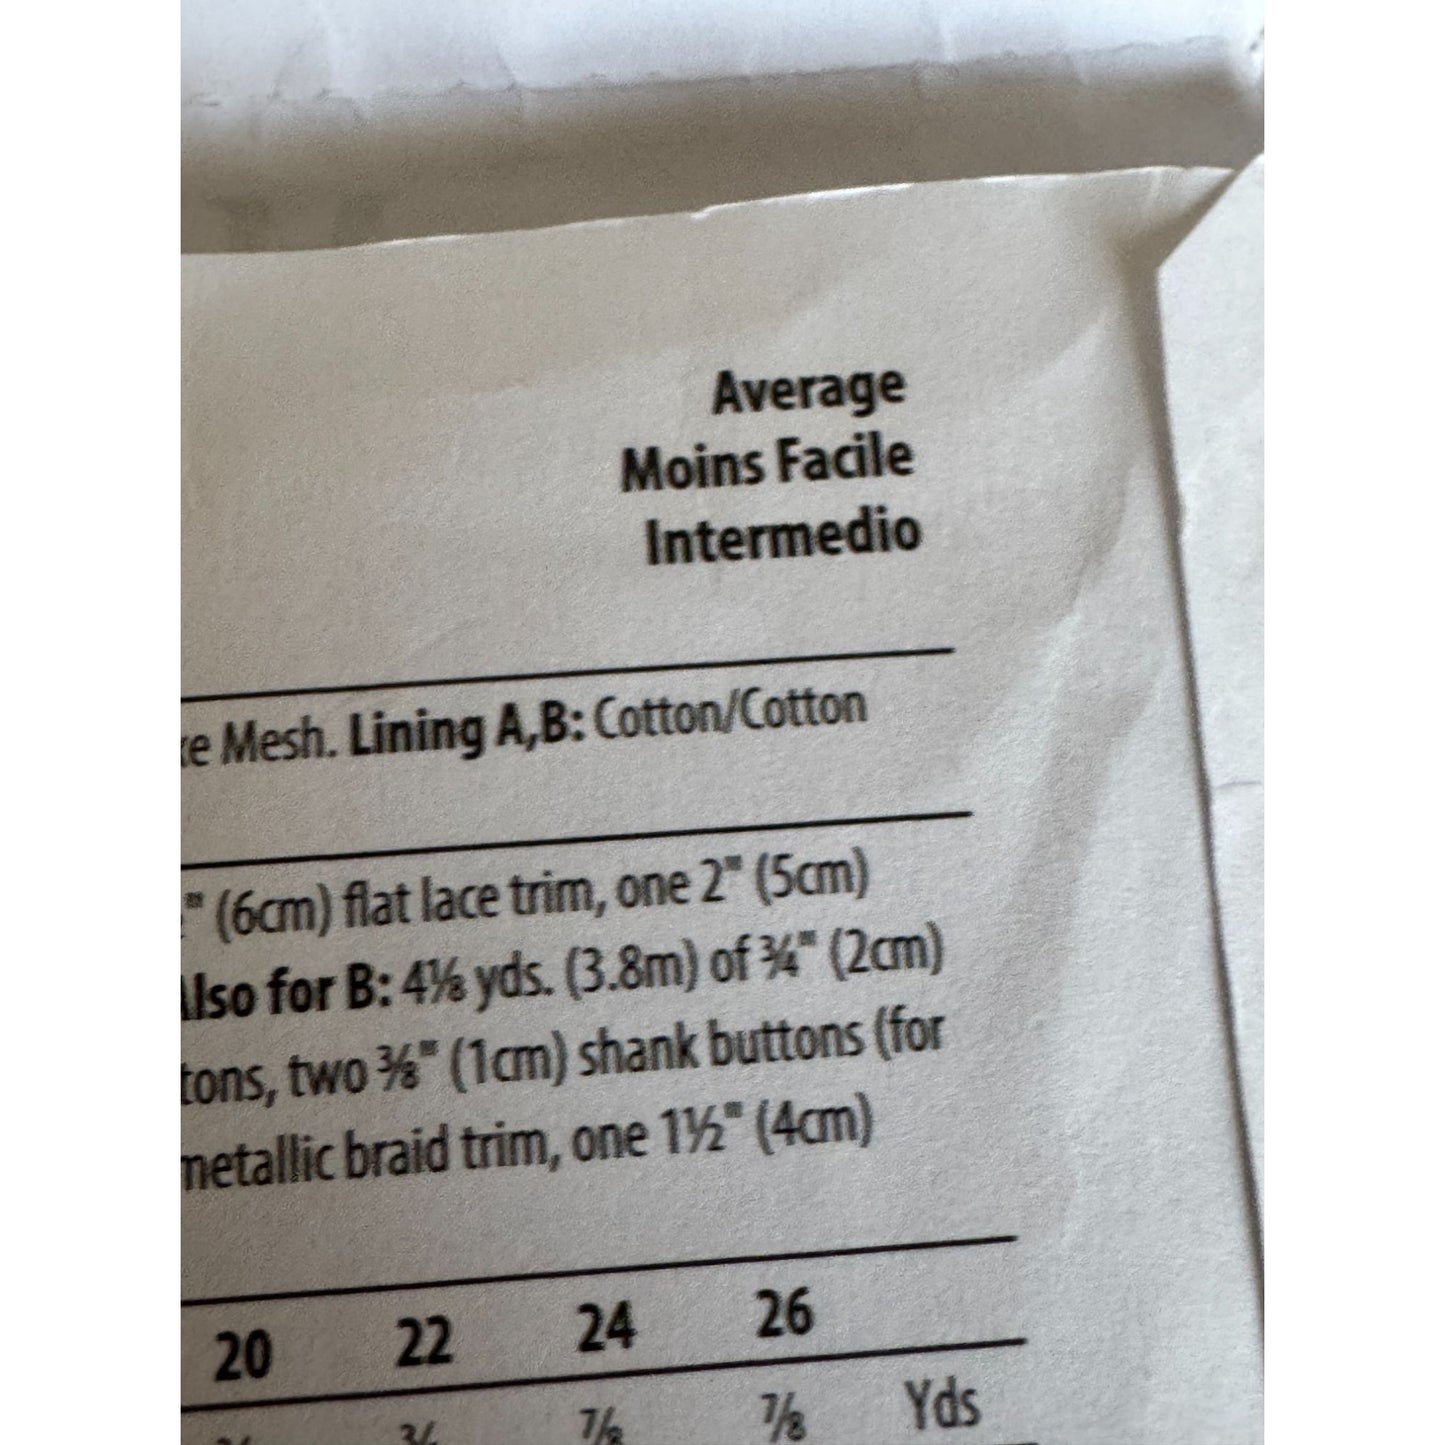 Average
Moins Facile
Intermedio
Mesh. Lining A,B: Cotton/Cotton
" (6cm) flat lace trim, one 2" (5cm)
Also for B: 4⅛ yds. (3.8m) of ¾" (2cm)
tons, two ⅜" (1cm) shank buttons (for
metallic braid trim, one 1½" (4cm)
20 22 24 26
⅞ ⅞ Yds